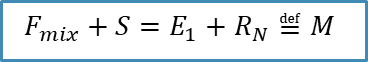 F_mix + S = E_1 + R_N ≝ M